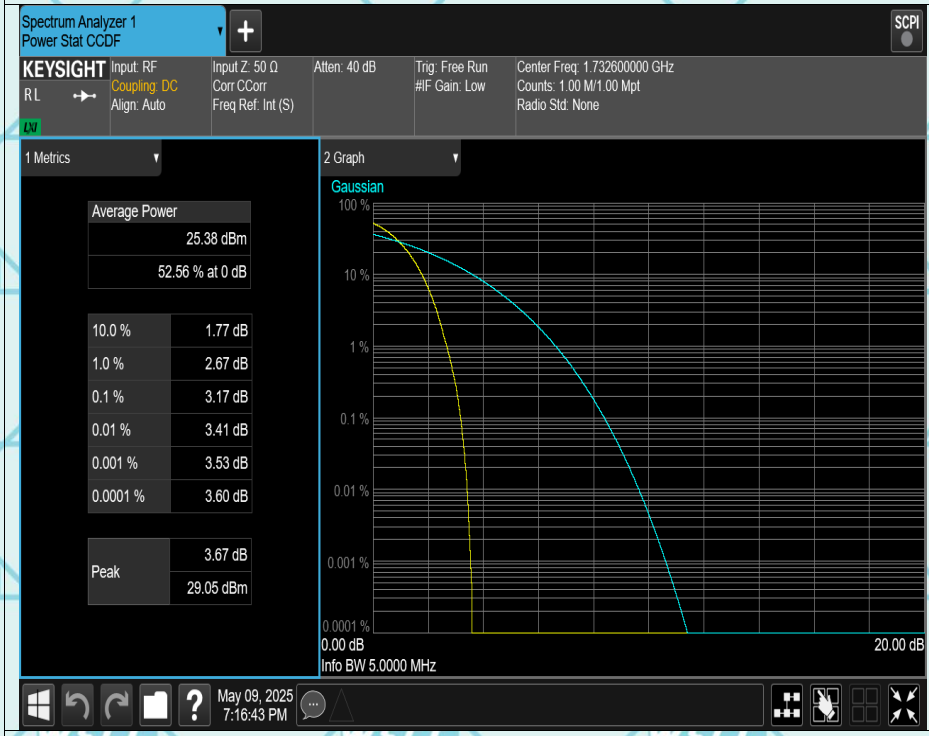 Spectrum Analyzer 1
Power Stat CCDF
+
SCPI
KEYSIGHT
R L
LXI
Input: RF
Coupling: DC
Align: Auto
Input Z: 50 Ω
Corr CCorr
Freq Ref: Int (S)
Atten: 40 dB
Trig: Free Run
#IF Gain: Low
Center Freq: 1.732600000 GHz
Counts: 1.00 M/1.00 Mpt
Radio Std: None
1 Metrics
Average Power
25.38 dBm
52.56 % at 0 dB
10.0 % 1.77 dB
1.0 % 2.67 dB
0.1 % 3.17 dB
0.01 % 3.41 dB
0.001 % 3.53 dB
0.0001 % 3.60 dB
Peak
3.67 dB
29.05 dBm
2 Graph
Gaussian
100 %
10 %
1 %
0.1 %
0.01 %
0.001 %
0.0001 %
0.00 dB 20.00 dB
Info BW 5.0000 MHz
?
May 09, 2025
7:16:43 PM